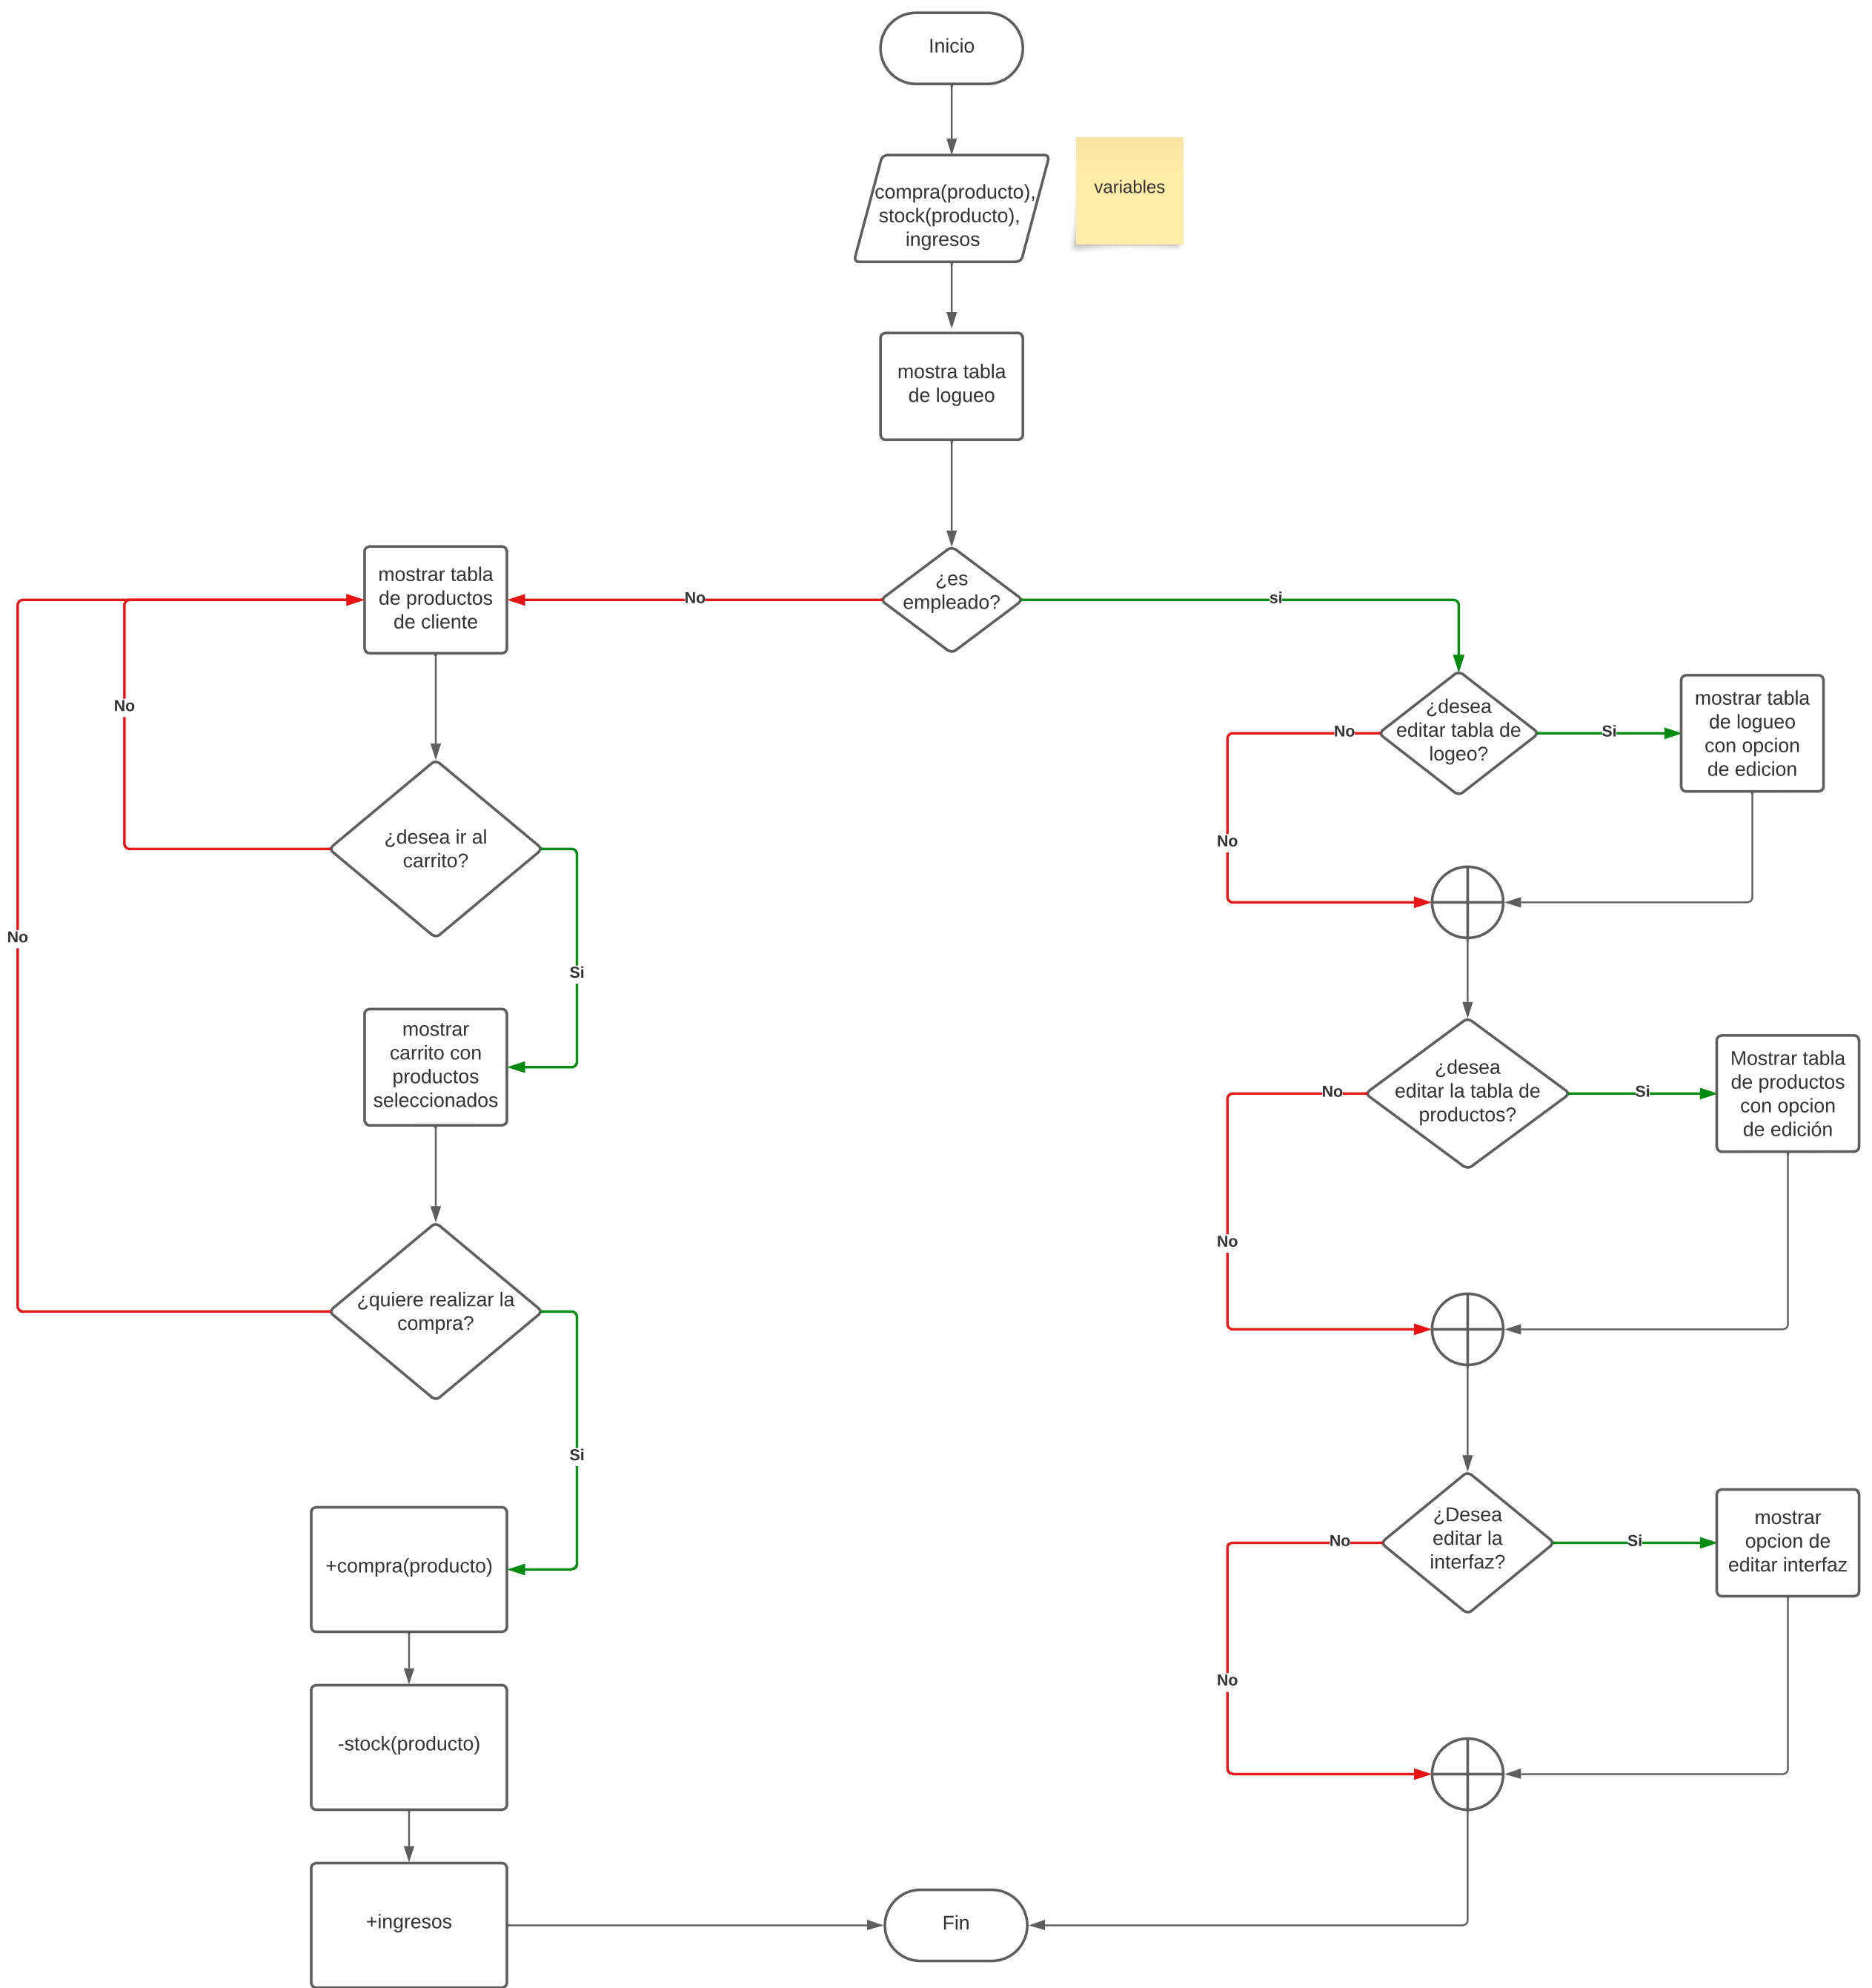 Inicio
compra(producto),
stock(producto),
ingresos
variables
mostra tabla
de logueo
¿es
empleado?
No
si
mostrar tabla
de productos
de cliente
No
¿desea ir al
carrito?
Si
No
mostrar
carrito con
productos
seleccionados
¿quiere realizar la
compra?
Si
+compra(producto)
-stock(producto)
+ingresos
¿desea
editar tabla de
logeo?
No
Si
No
mostrar tabla
de logueo
con opcion
de edicion
¿desea
editar la tabla de
productos?
No
Si
No
Mostrar tabla
de productos
con opcion
de edición
¿Desea
editar la
interfaz?
No
Si
No
mostrar
opcion de
editar interfaz
Fin